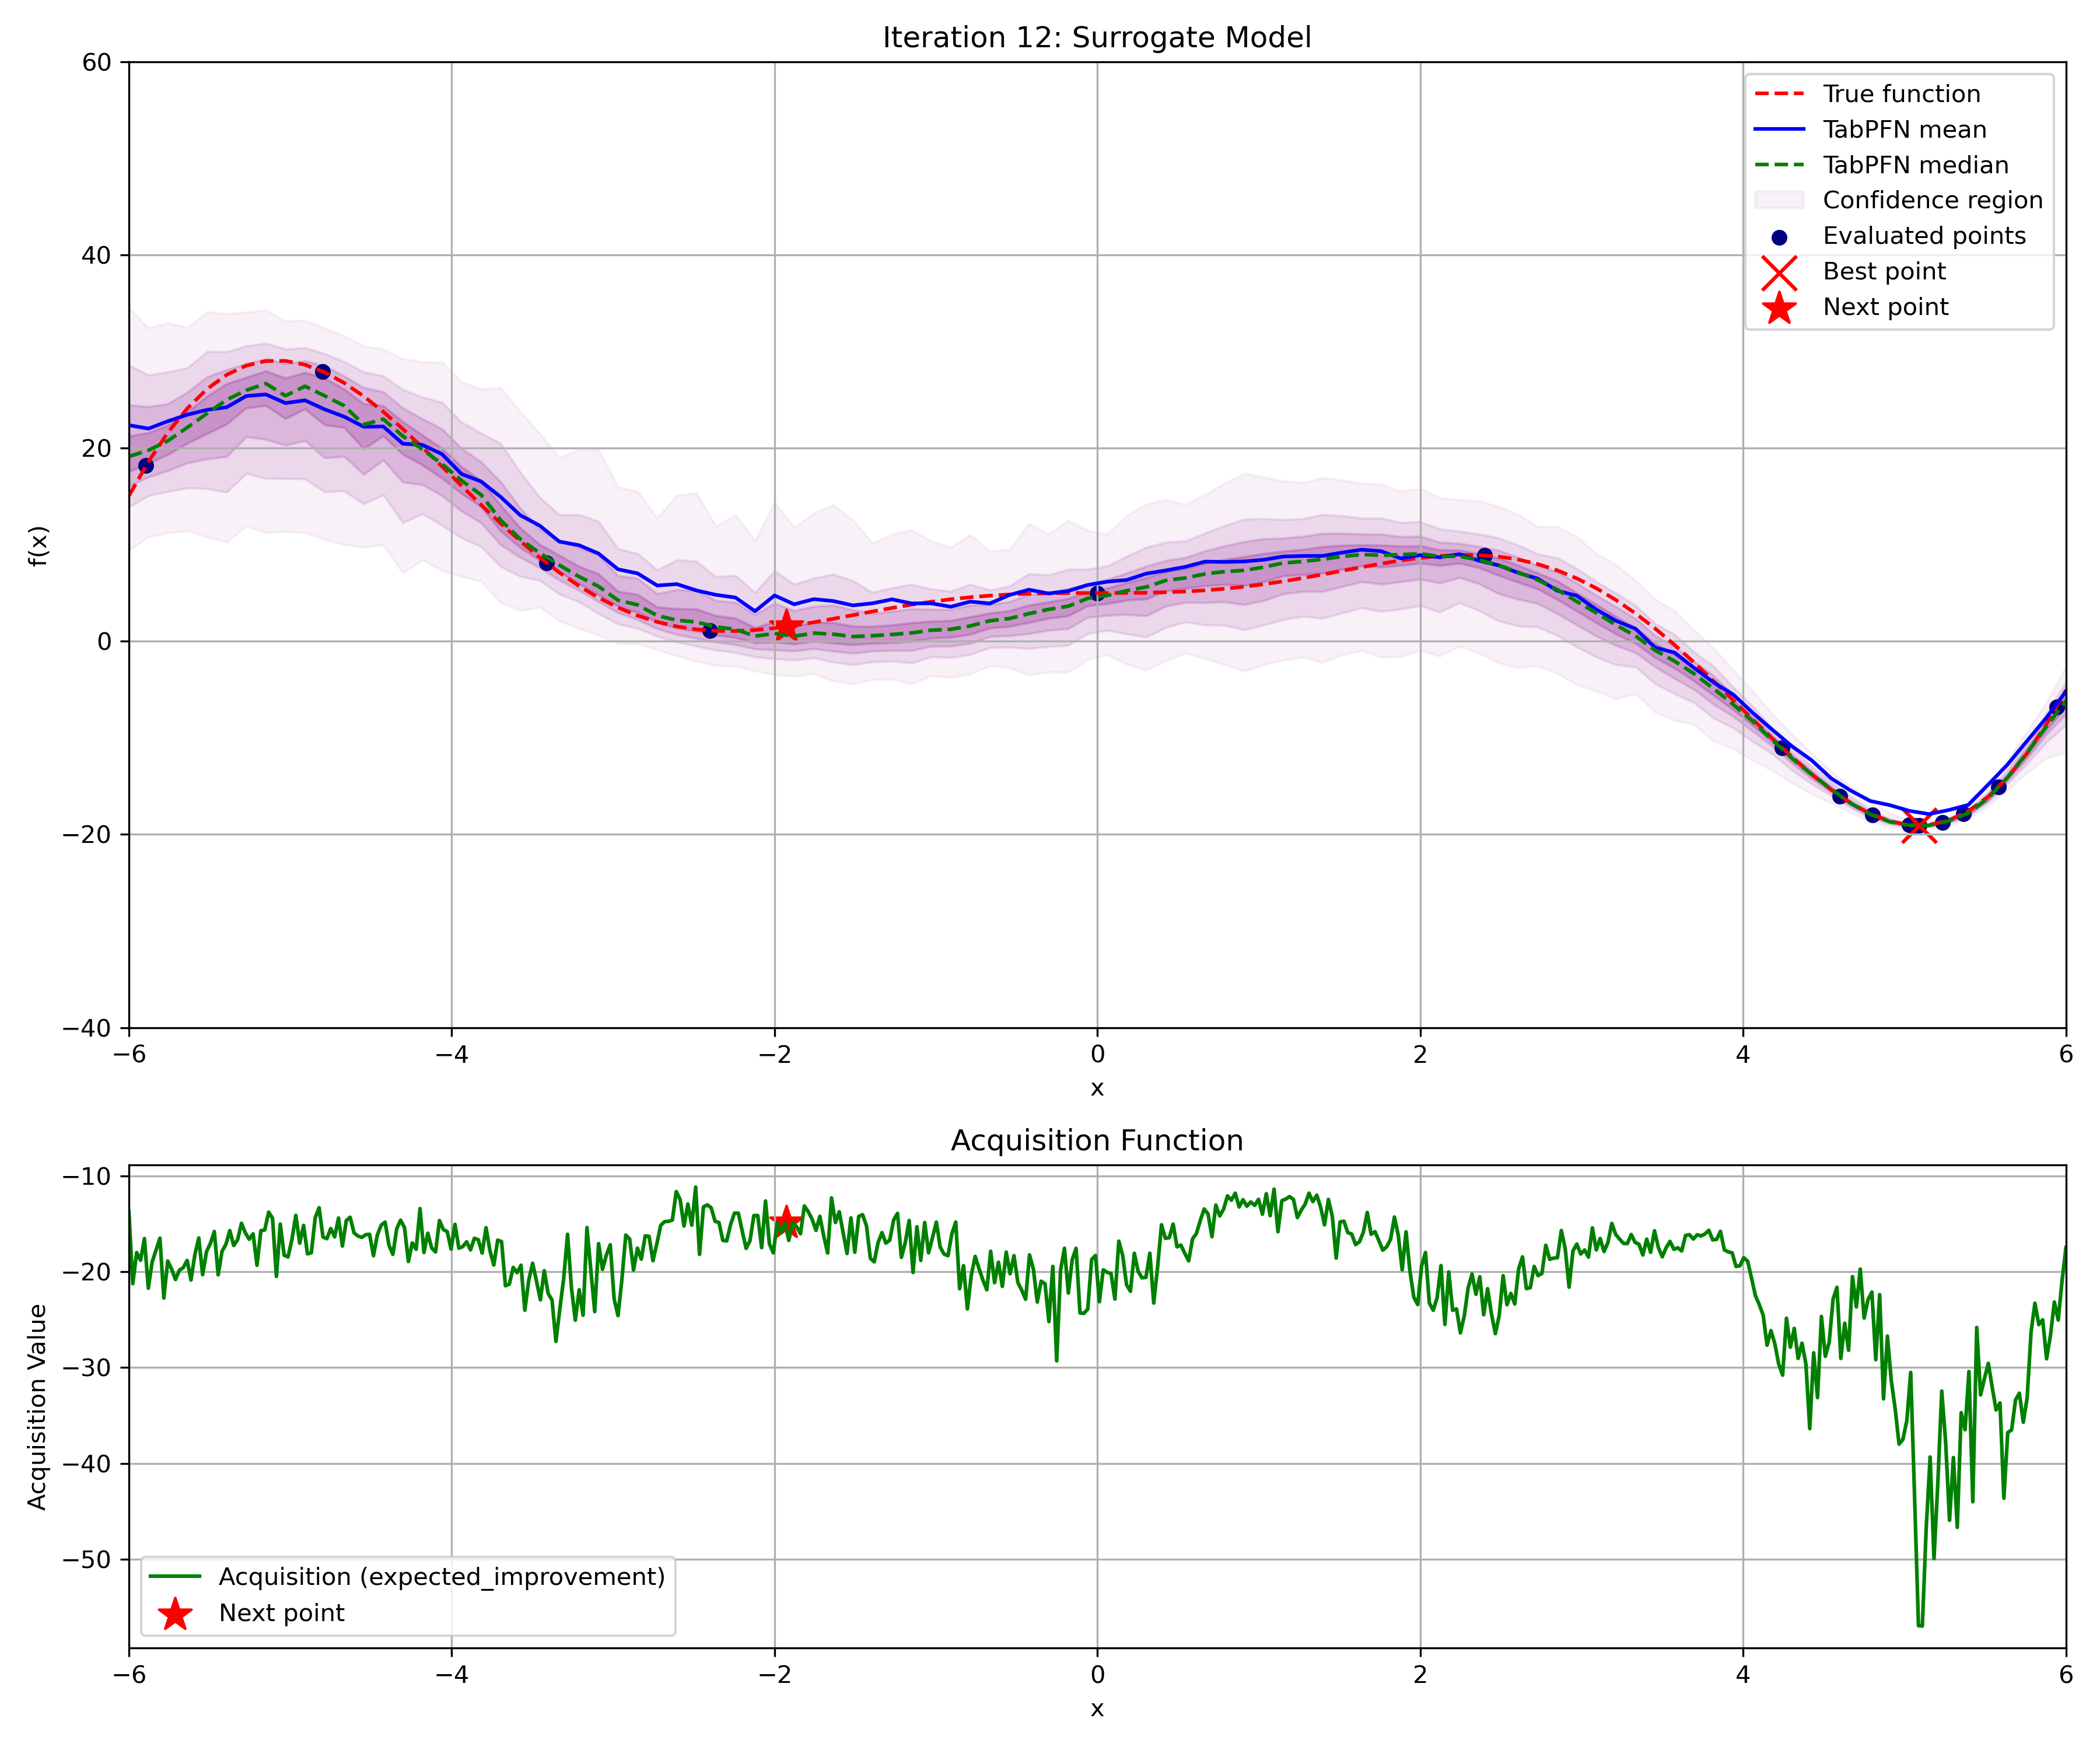 Iteration 12: Surrogate Model
60
40
20
0
−20
−40
f(x)
True function
TabPFN mean
TabPFN median
Confidence region
Evaluated points
Best point
Next point
−6 −4 −2 0 2 4 6
x
Acquisition Function
−10
−20
−30
−40
−50
Acquisition Value
Acquisition (expected_improvement)
Next point
−6 −4 −2 0 2 4 6
x